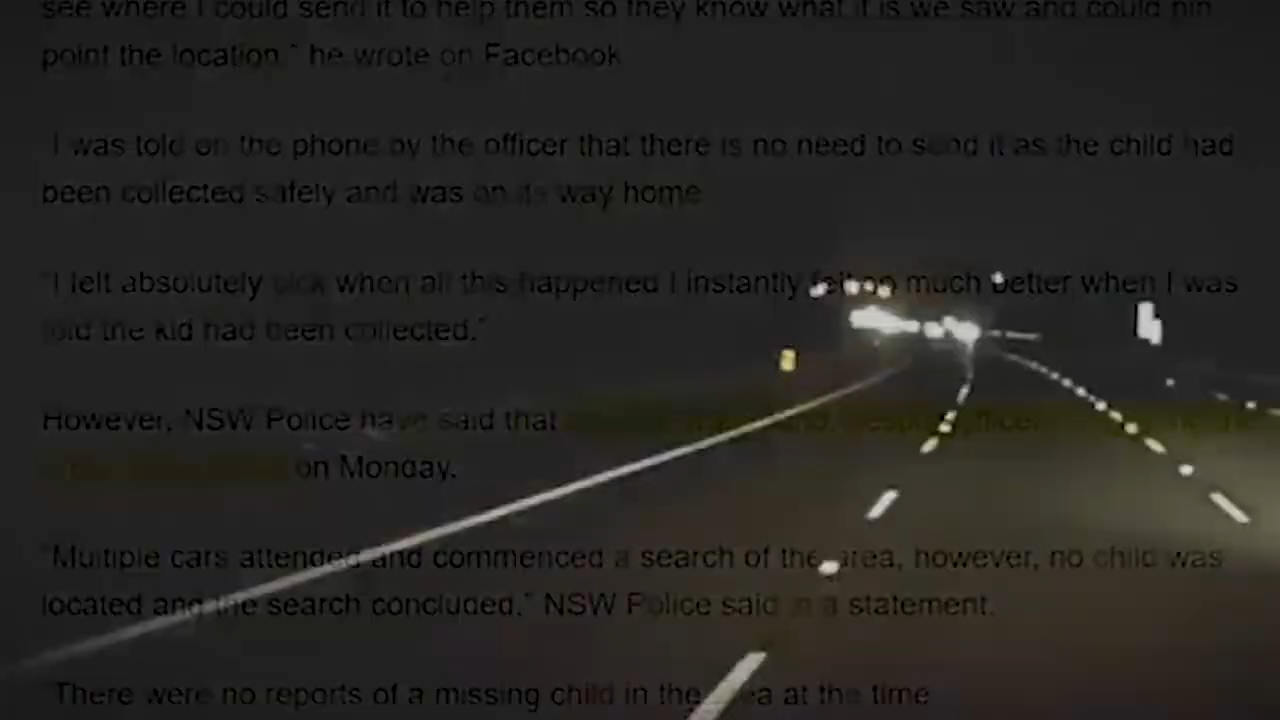 see where I could send it to help them so they know what it is we saw and could pin
point the location," he wrote on Facebook
"I was told on the phone by the officer that there is no need to send it as the child had
been collected safely and was on its way home
"I felt absolutely sick when all this happened I instantly felt so much better when I was
told the kid had been collected."
However, NSW Police have said that
on Monday.
"Multiple cars attended and commenced a search of the area, however, no child was
located and the search concluded," NSW Police said in a statement.
"There were no reports of a missing child in the area at the time